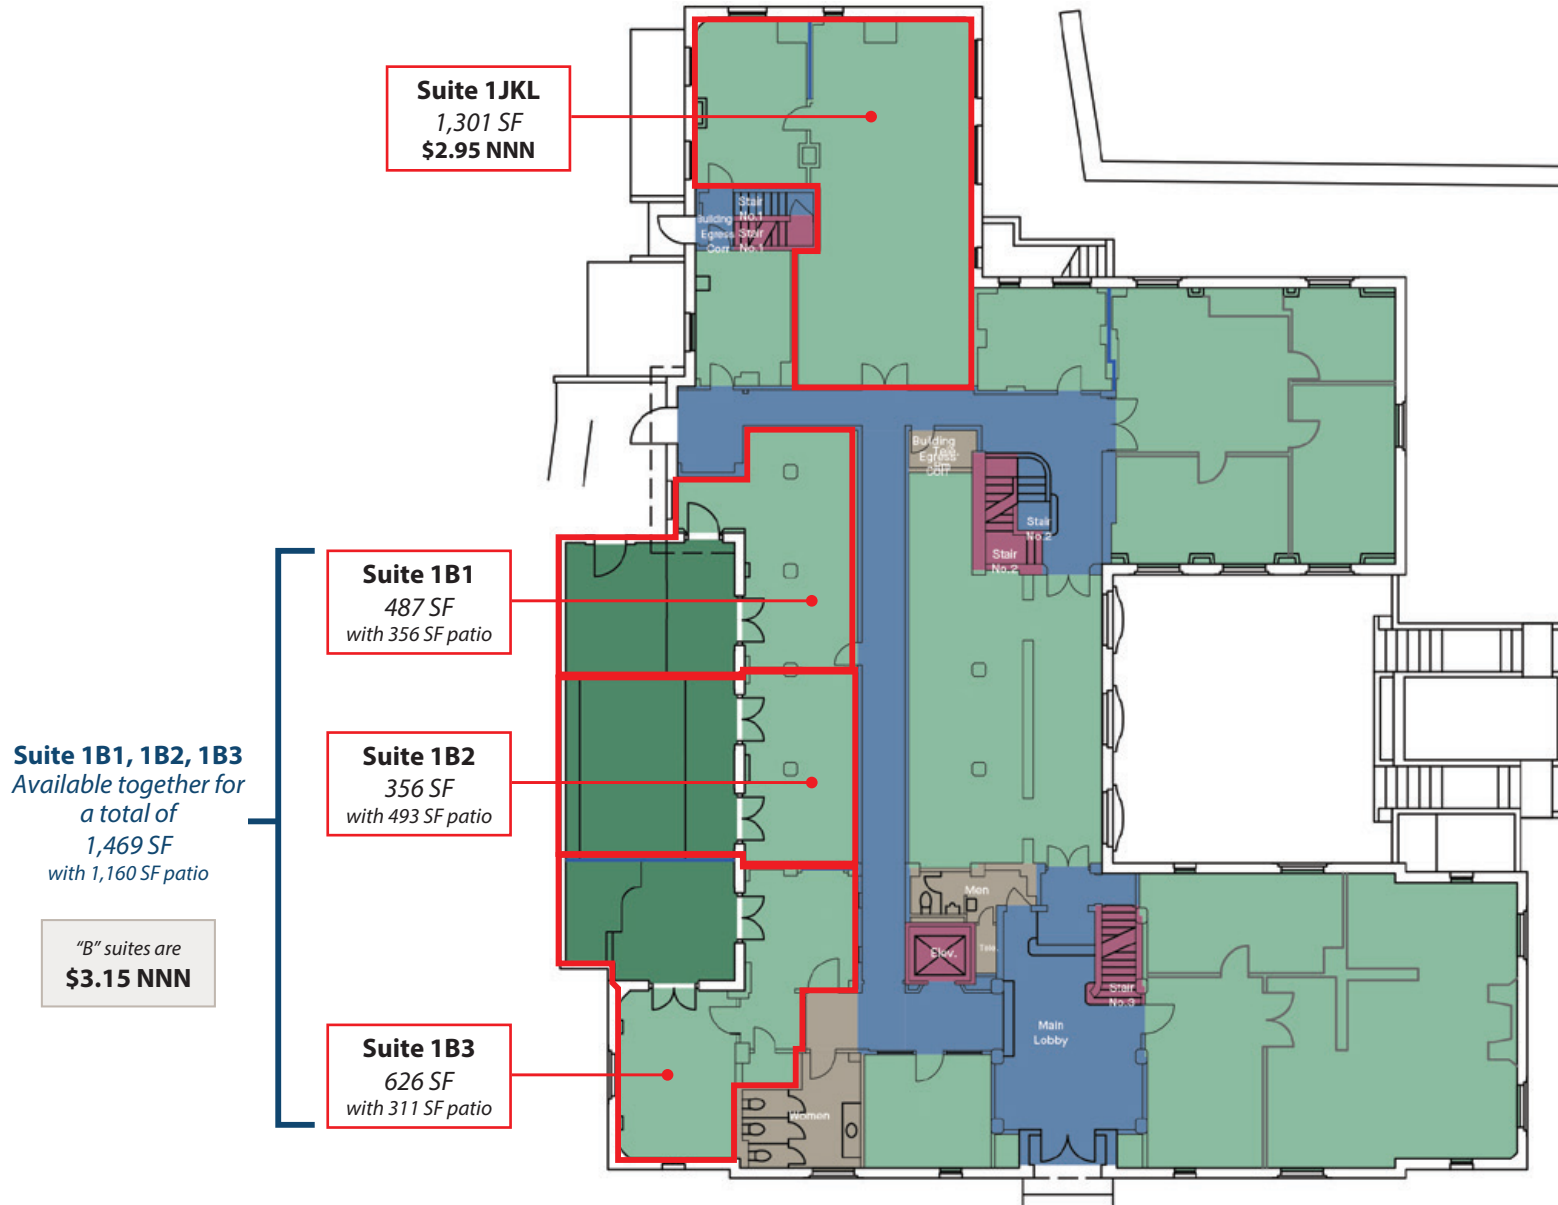 Suite 1JKL
1,301 SF
$2.95 NNN
Stair
No.1
Building
Egress
Corr
Stair
No.1
Building
Egress
Corr
Tele.
Stair
No.2
Stair
No.2
Suite 1B1
487 SF
with 356 SF patio
Suite 1B2
356 SF
with 493 SF patio
Suite 1B1, 1B2, 1B3
Available together for
a total of
1,469 SF
with 1,160 SF patio
"B" suites are
$3.15 NNN
Men
Elev.
Tele.
Stair
No.3
Main
Lobby
Suite 1B3
626 SF
with 311 SF patio
Women